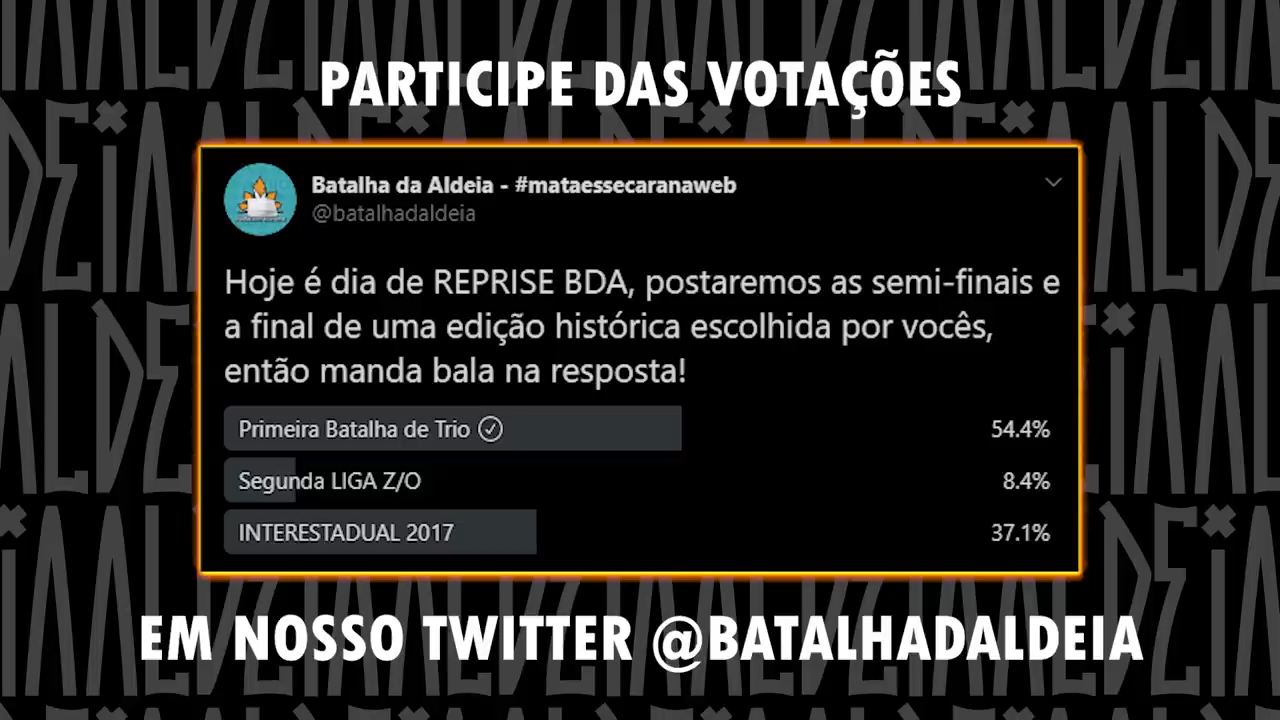 PARTICIPE DAS VOTAÇÕES
Batalha da Aldeia - #mataessecaranaweb
@batalhadaldeia
Hoje é dia de REPRISE BDA, postaremos as semi-finais e
a final de uma edição histórica escolhida por vocês,
então manda bala na resposta!
Primeira Batalha de Trio 54.4%
Segunda LIGA Z/O 8.4%
INTERESTADUAL 2017 37.1%
EM NOSSO TWITTER @BATALHADALDEIA